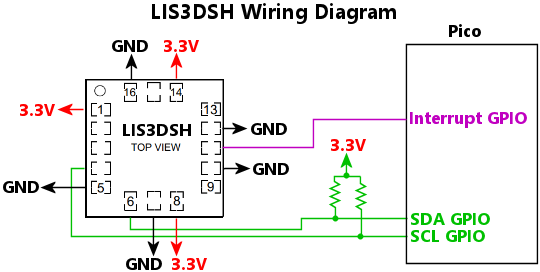 LIS3DSH Wiring Diagram
Pico
GND
3.3V
16
14
3.3V
1
13
LIS3DSH
TOP VIEW
GND
Interrupt GPIO
3.3V
GND
GND
5
9
6
8
SDA GPIO
SCL GPIO
GND
3.3V